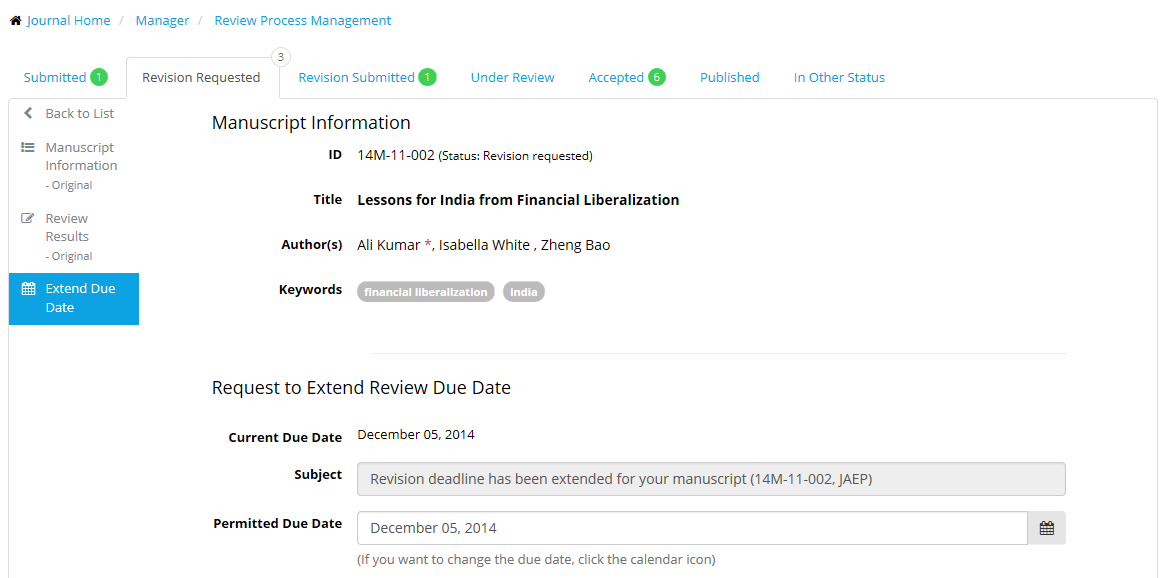 Journal Home / Manager / Review Process Management
3
Submitted 1 Revision Requested Revision Submitted 1 Under Review Accepted 6 Published In Other Status
Back to List
Manuscript
Information
- Original
Review
Results
- Original
Extend Due
Date
Manuscript Information
ID 14M-11-002 (Status: Revision requested)
Title Lessons for India from Financial Liberalization
Author(s) Ali Kumar *, Isabella White , Zheng Bao
Keywords financial liberalization India
Request to Extend Review Due Date
Current Due Date December 05, 2014
Subject Revision deadline has been extended for your manuscript (14M-11-002, JAEP)
Permitted Due Date December 05, 2014
(If you want to change the due date, click the calendar icon)